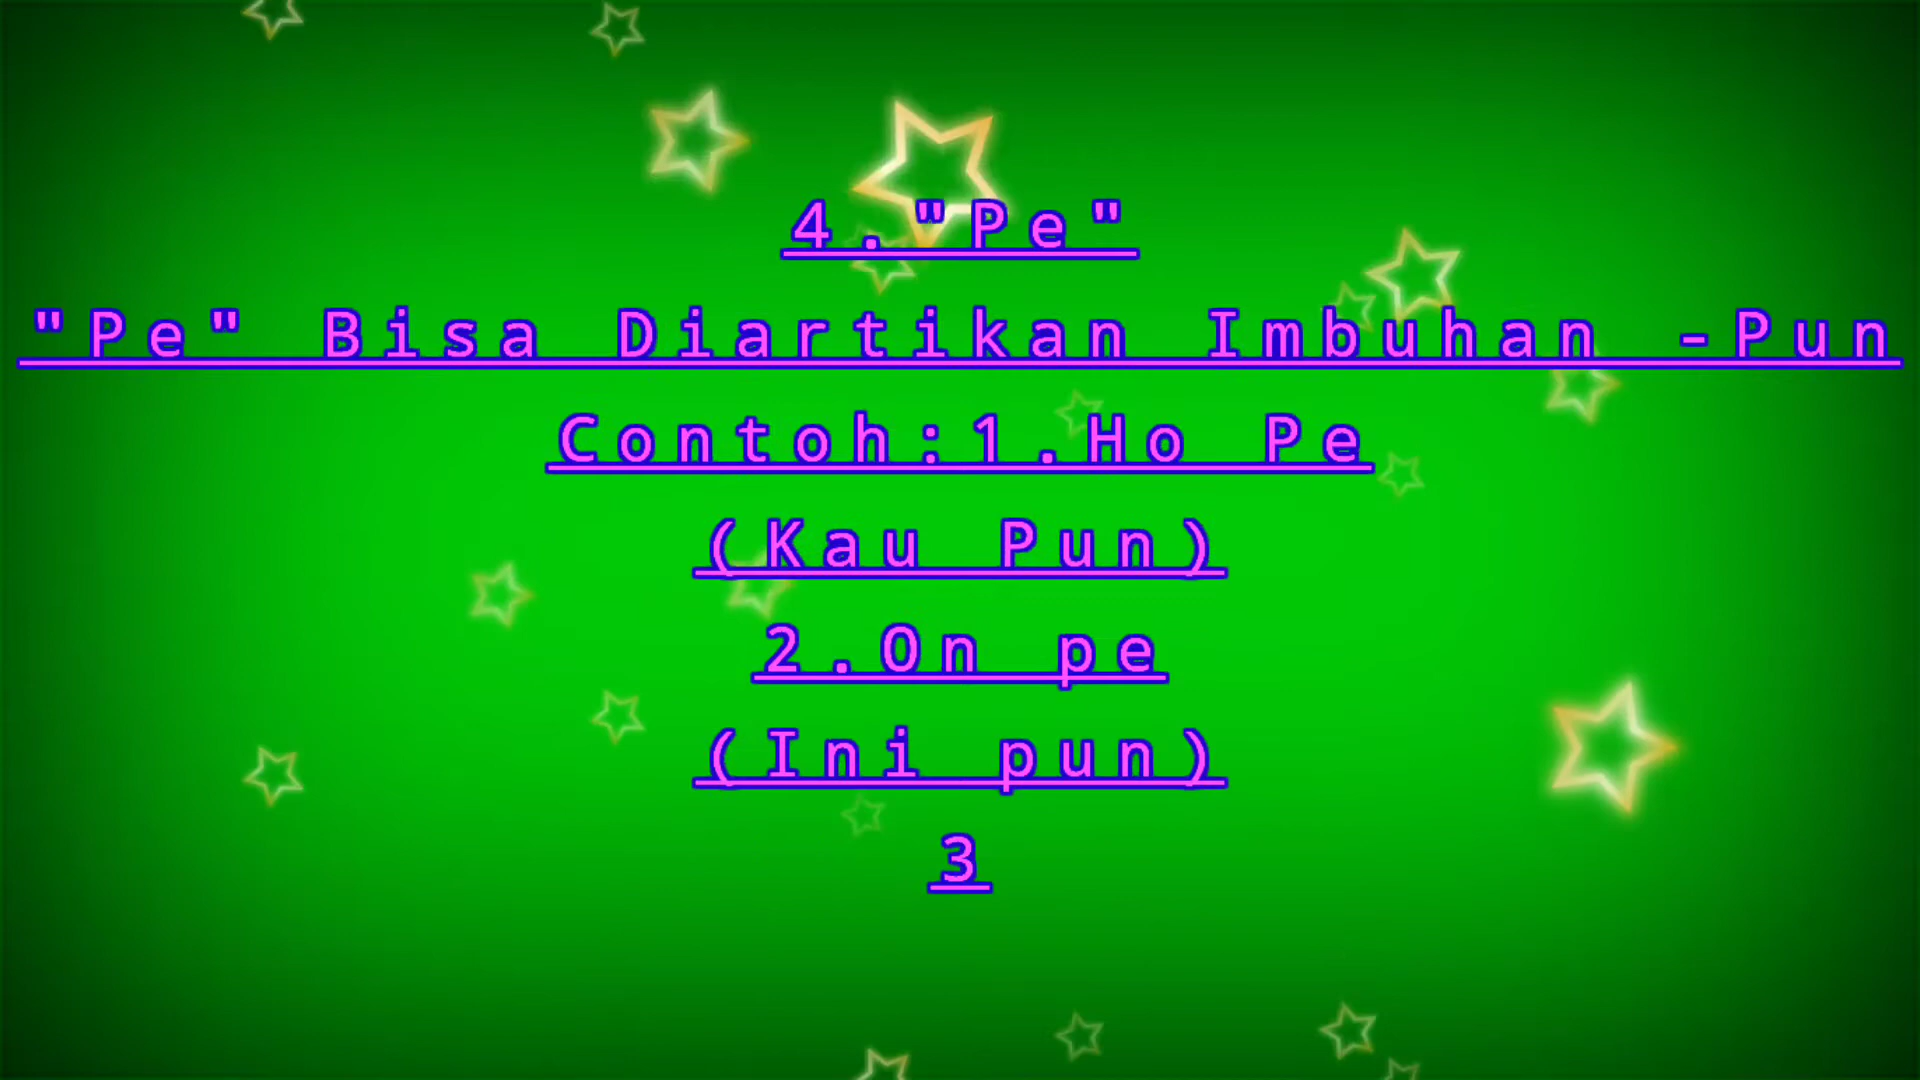 4."Pe"
"Pe" Bisa Diartikan Imbuhan -Pun
Contoh:1.Ho Pe
(Kau Pun)
2.On pe
(Ini pun)
3